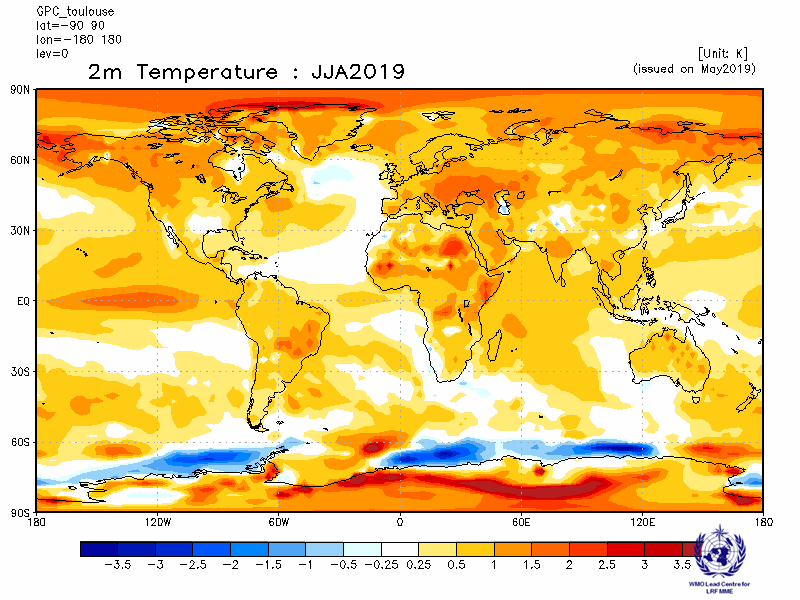 GPC_toulouse
lat=-90 90
lon=-180 180
lev=0
[Unit: K]
2m Temperature : JJA2019
(issued on May2019)
90N
60N
30N
EQ
30S
60S
90S
180 120W 60W 0 60E 120E 180
-3.5 -3 -2.5 -2 -1.5 -1 -0.5 -0.25 0.25 0.5 1 1.5 2 2.5 3 3.5
WMO Lead Centre for
LRF MME